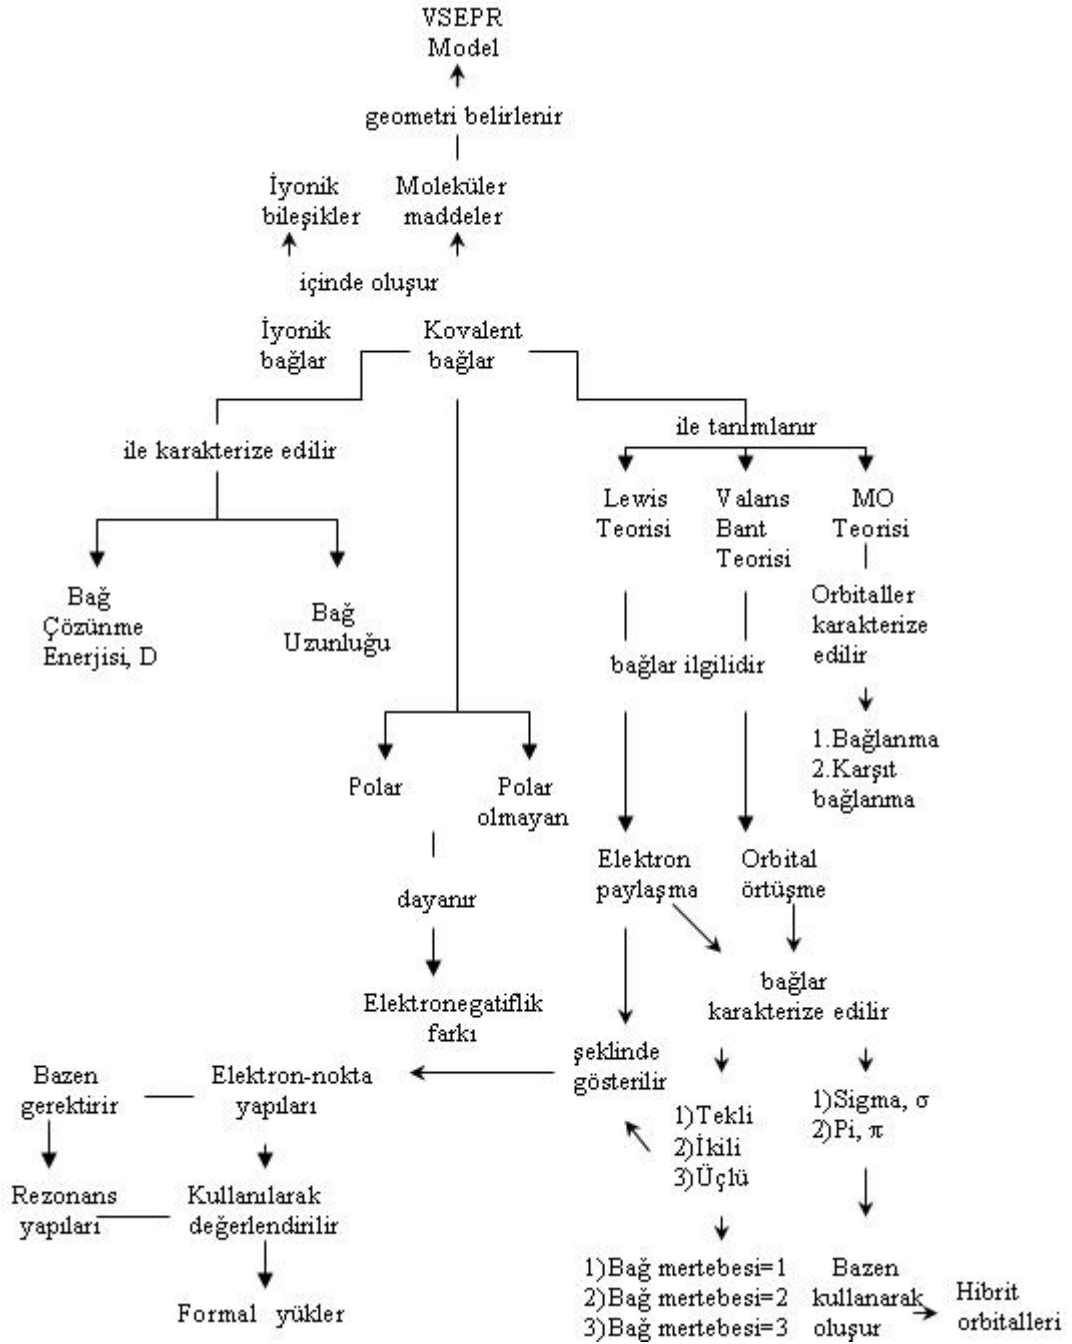 VSEPR
Model
geometri belirlenir
İyonik
bileşikler
Moleküler
maddeler
içinde oluşur
İyonik
bağlar
Kovalent
bağlar
ile karakterize edilir
ile tanımlanır
Lewis
Teorisi
Valans
Bant
Teorisi
MO
Teorisi
Bağ
Çözünme
Enerjisi, D
Bağ
Uzunluğu
Orbitaller
karakterize
edilir
bağlar ilgilidir
1.Bağlanma
2.Karşıt
bağlanma
Polar
Polar
olmayan
Elektron
paylaşma
Orbital
örtüşme
dayanır
bağlar
karakterize edilir
Elektronegatiflik
farkı
şeklinde
gösterilir
Bazen
gerektirir
Elektron-nokta
yapıları
1)Tekli
2)İkili
3)Üçlü
1)Sigma, σ
2)Pi, π
Rezonans
yapıları
Kullanılarak
değerlendirilir
Formal yükler
1)Bağ mertebesi=1
2)Bağ mertebesi=2
3)Bağ mertebesi=3
Bazen
kullanarak
oluşur
Hibrit
orbitalleri